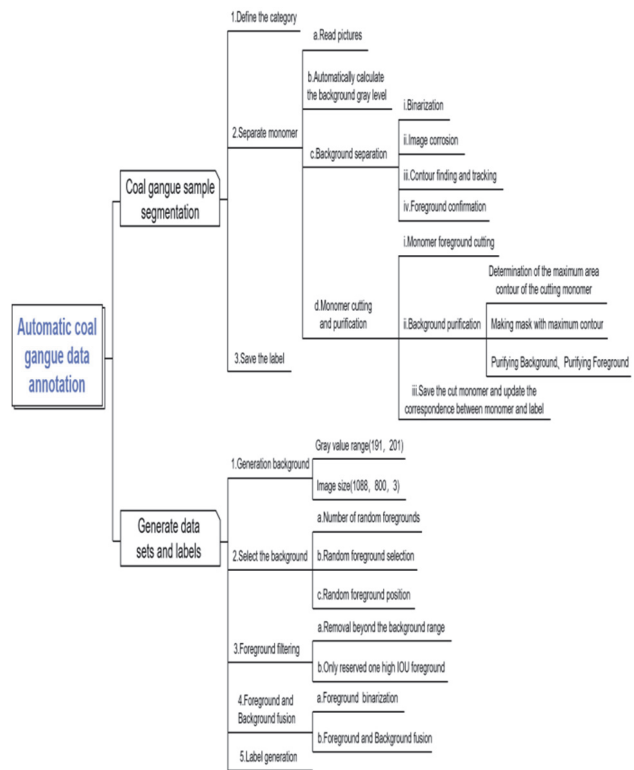 Automatic coal
gangue data
annotation
Coal gangue sample
segmentation
1.Define the category
2.Separate monomer
a.Read pictures
b.Automatically calculate
the background gray level
c.Background separation
i.Binarization
ii.Image corrosion
iii.Contour finding and tracking
iv.Foreground confirmation
d.Monomer cutting
and purification
i.Monomer foreground cutting
ii.Background purification
Determination of the maximum area
contour of the cutting monomer
Making mask with maximum contour
Purifying Background, Purifying Foreground
iii.Save the cut monomer and update the
correspondence between monomer and label
3.Save the label
Generate data
sets and labels
1.Generation background
Gray value range(191, 201)
Image size(1088, 800, 3)
2.Select the background
a.Number of random foregrounds
b.Random foreground selection
c.Random foreground position
3.Foreground filtering
a.Removal beyond the background range
b.Only reserved one high IOU foreground
4.Foreground and
Background fusion
a.Foreground binarization
b.Foreground and Background fusion
5.Label generation